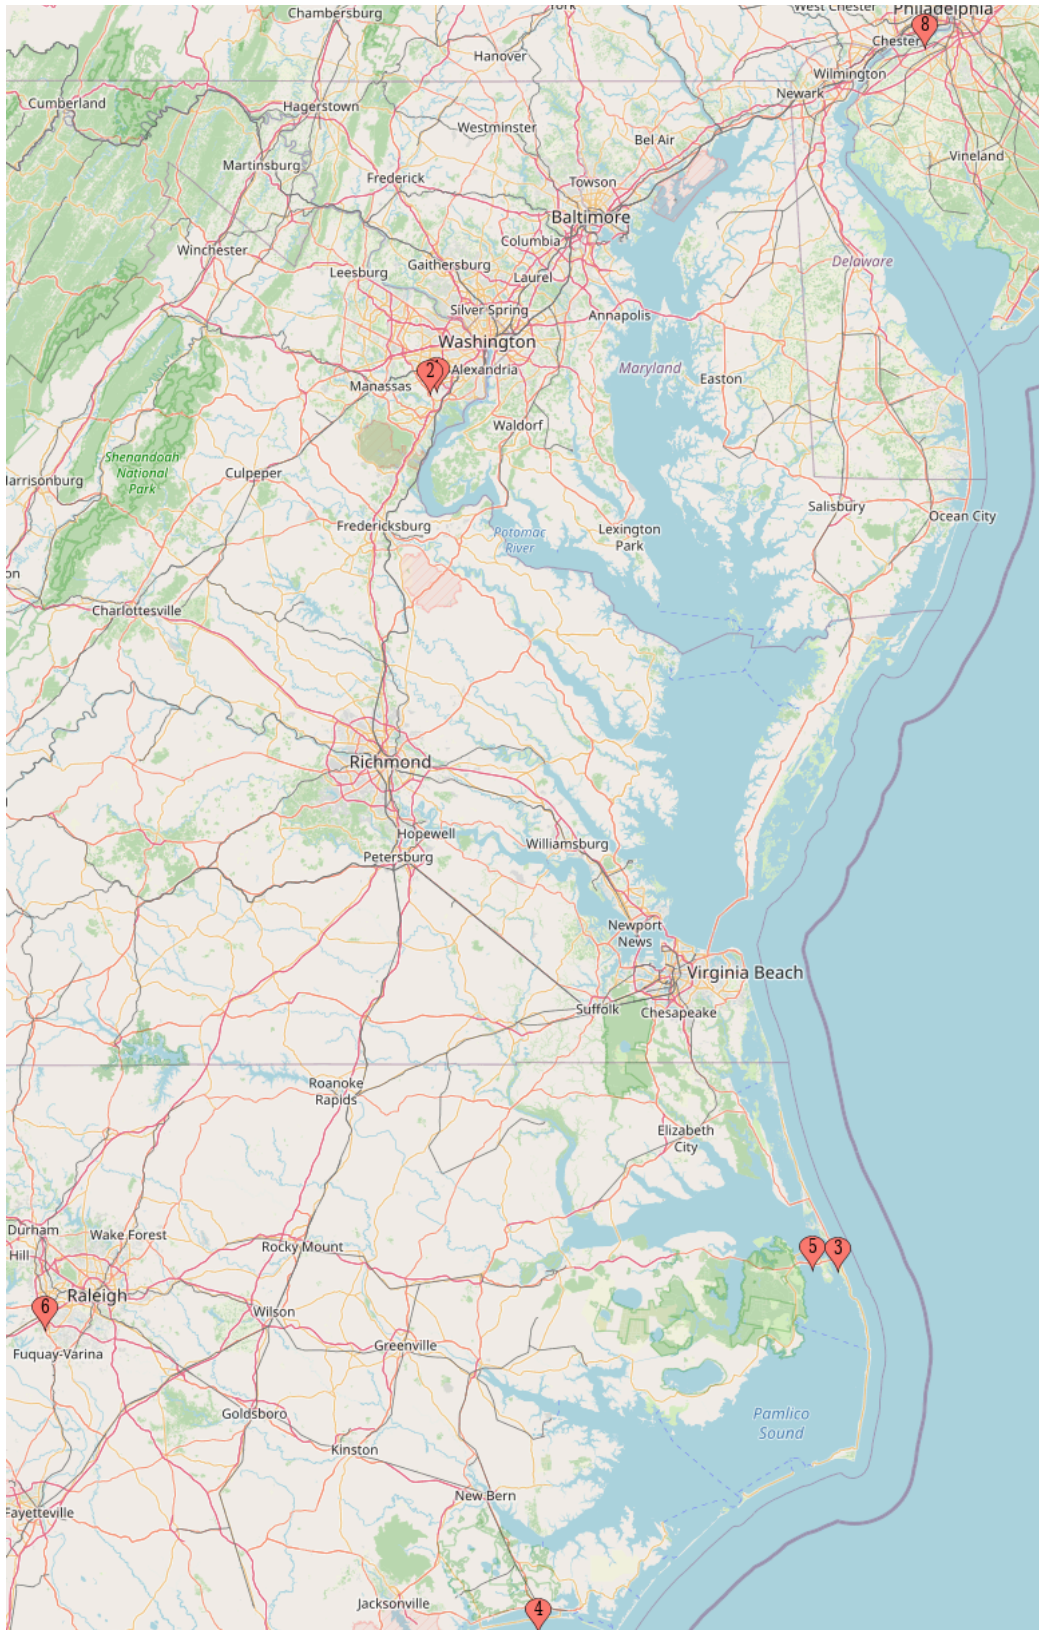 Chambersburg
West Chester
Philadelphia
8
Chester
Hanover
Wilmington
Newark
Cumberland
Hagerstown
Westminster
Bel Air
Martinsburg
Vineland
Frederick
Towson
Baltimore
Winchester
Columbia
Delaware
Gaithersburg
Leesburg
Laurel
Silver Spring
Annapolis
Washington
2
Alexandria
Maryland
Manassas
Easton
Waldorf
Shenandoah
National
Park
Culpeper
Harrisonburg
Salisbury
Ocean City
Fredericksburg
Potomac
River
Lexington
Park
on
Charlottesville
Richmond
Hopewell
Williamsburg
Petersburg
Newport
News
Virginia Beach
Suffolk
Chesapeake
Roanoke
Rapids
Elizabeth
City
Durham
Wake Forest
Hill
Rocky Mount
5
3
Raleigh
6
Wilson
Greenville
Fuquay-Varina
Goldsboro
Pamlico
Sound
Kinston
New Bern
Fayetteville
Jacksonville
4